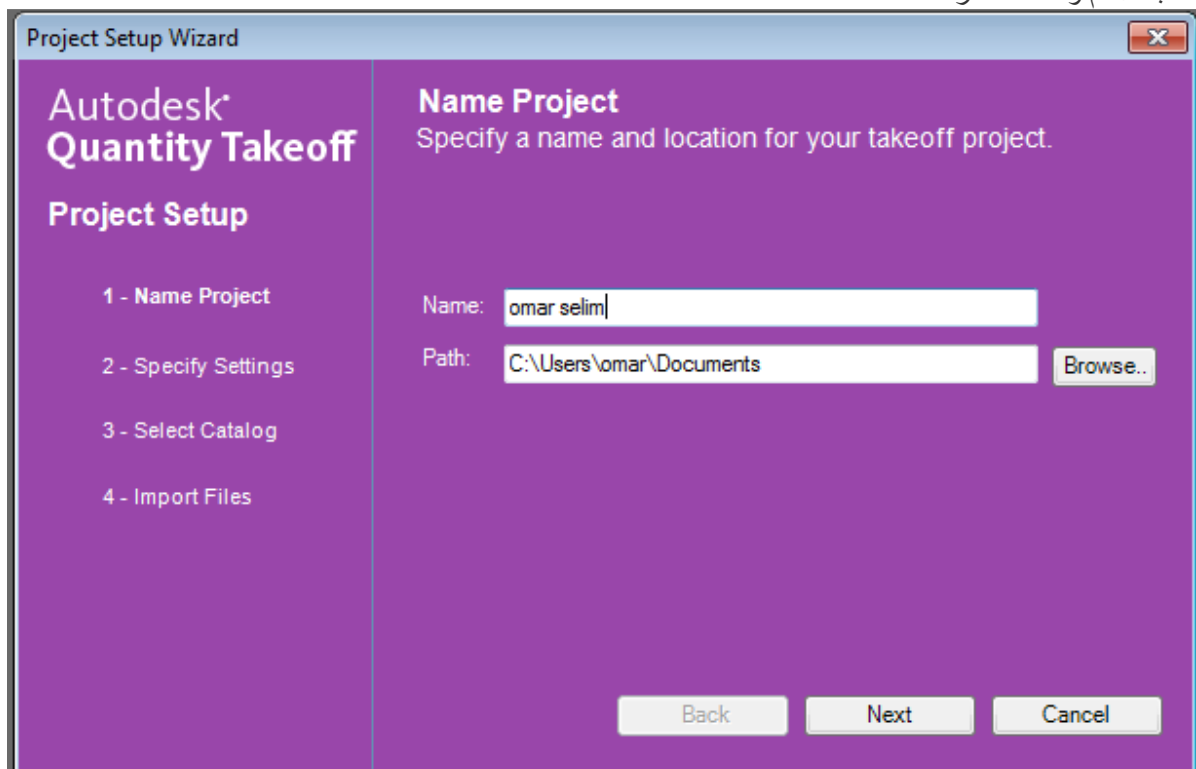 Project Setup Wizard
Autodesk
Quantity Takeoff
Project Setup
1 - Name Project
2 - Specify Settings
3 - Select Catalog
4 - Import Files
Name Project
Specify a name and location for your takeoff project.
Name: omar selim
Path: C:\Users\omar\Documents Browse..
Back Next Cancel